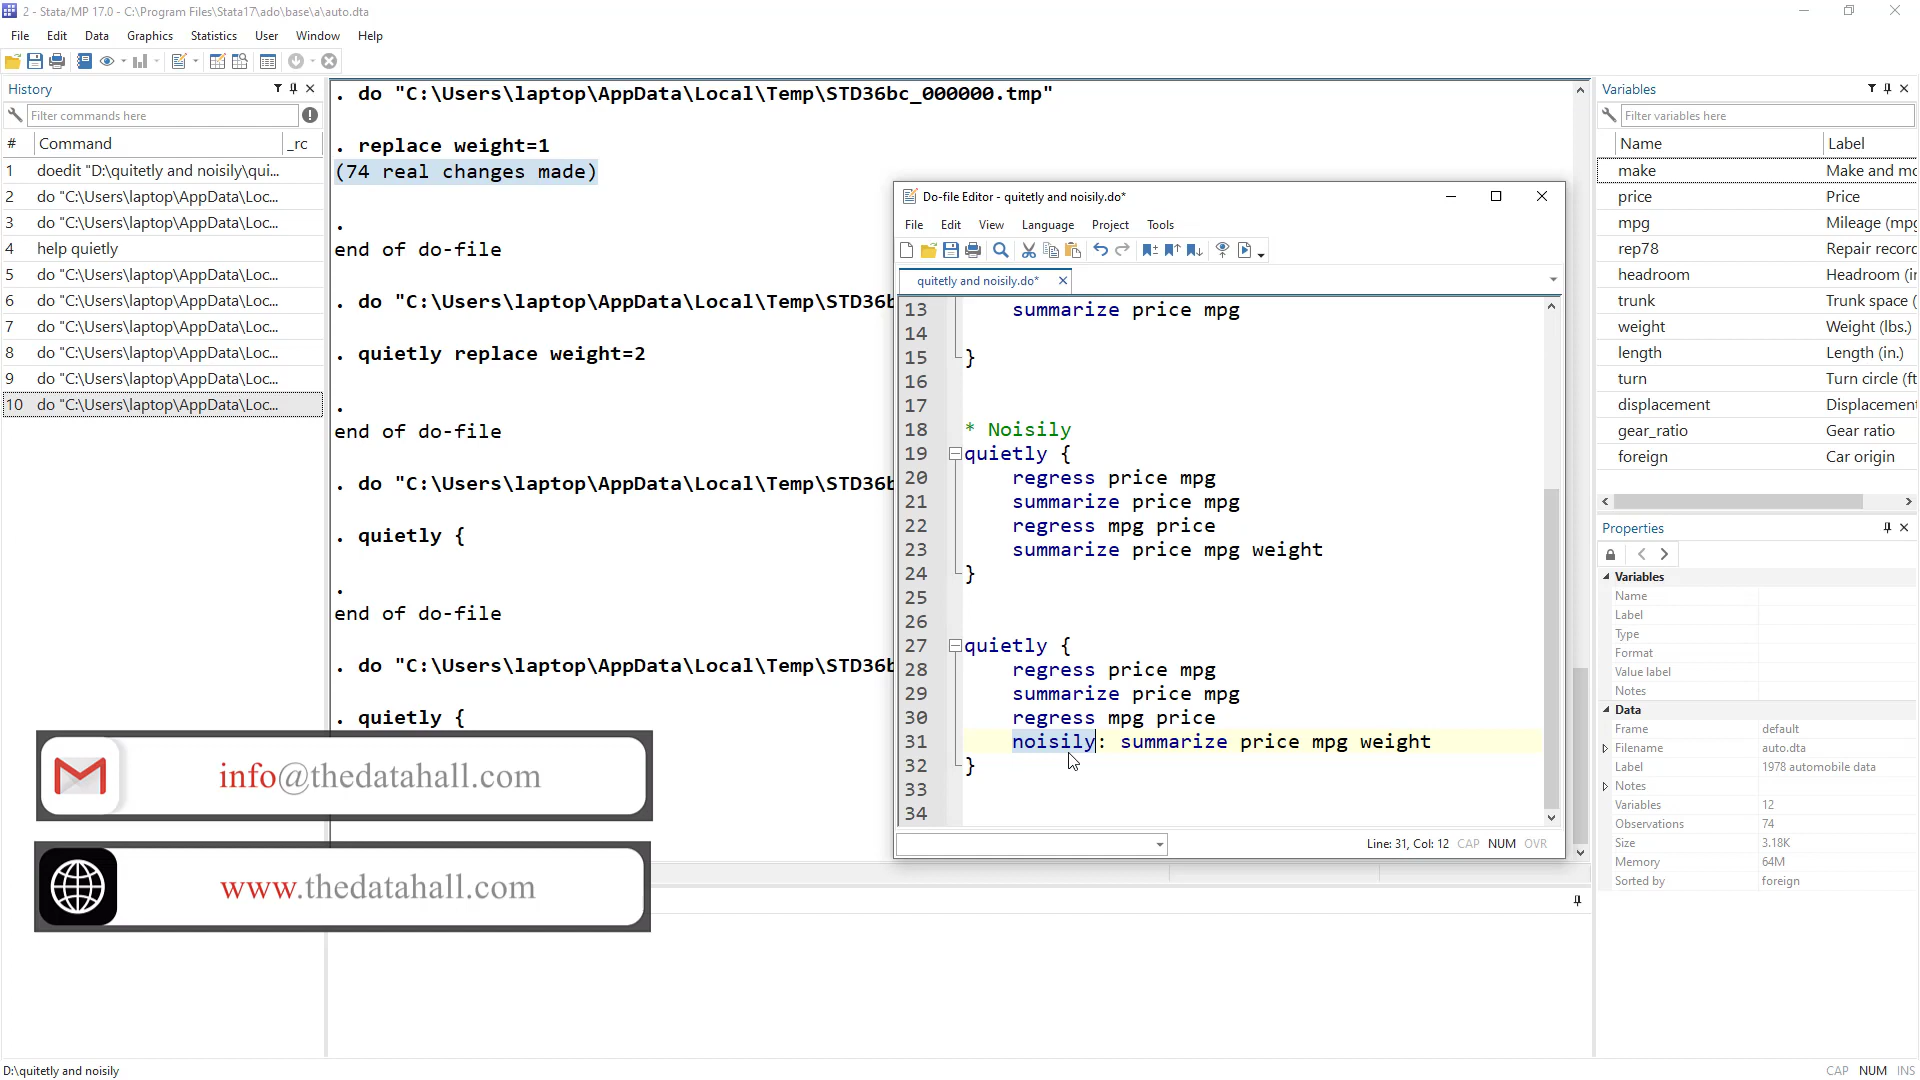 2 - Stata/MP 17.0 - C:\Program Files\Stata17\ado\base\a\auto.dta
File Edit Data Graphics Statistics User Window Help
History
Filter commands here
# Command _rc
1 doedit "D:\quitetly and noisily\qui...
2 do "C:\Users\laptop\AppData\Loc...
3 do "C:\Users\laptop\AppData\Loc...
4 help quietly
5 do "C:\Users\laptop\AppData\Loc...
6 do "C:\Users\laptop\AppData\Loc...
7 do "C:\Users\laptop\AppData\Loc...
8 do "C:\Users\laptop\AppData\Loc...
9 do "C:\Users\laptop\AppData\Loc...
10 do "C:\Users\laptop\AppData\Loc...
. do "C:\Users\laptop\AppData\Local\Temp\STD36bc_000000.tmp"
. replace weight=1
(74 real changes made)
.
end of do-file
. do "C:\Users\laptop\AppData\Local\Temp\STD36b
. quietly replace weight=2
.
end of do-file
. do "C:\Users\laptop\AppData\Local\Temp\STD36b
. quietly {
.
end of do-file
. do "C:\Users\laptop\AppData\Local\Temp\STD36b
. quietly {
info@thedatahall.com
www.thedatahall.com
Do-file Editor - quitetly and noisily.do*
File Edit View Language Project Tools
quitetly and noisily.do*
13 summarize price mpg
14
15 }
16
17
18 * Noisily
19 quietly {
20 regress price mpg
21 summarize price mpg
22 regress mpg price
23 summarize price mpg weight
24 }
25
26
27 quietly {
28 regress price mpg
29 summarize price mpg
30 regress mpg price
31 noisily: summarize price mpg weight
32 }
33
34
Line: 31, Col: 12 CAP NUM OVR
Variables
Filter variables here
Name Label
make Make and mo
price Price
mpg Mileage (mpg
rep78 Repair record
headroom Headroom (in
trunk Trunk space (
weight Weight (lbs.)
length Length (in.)
turn Turn circle (ft
displacement Displacement
gear_ratio Gear ratio
foreign Car origin
Properties
Variables
Name
Label
Type
Format
Value label
Notes
Data
Frame default
Filename auto.dta
Label 1978 automobile data
Notes
Variables 12
Observations 74
Size 3.18K
Memory 64M
Sorted by foreign
D:\quitetly and noisily
CAP NUM INS